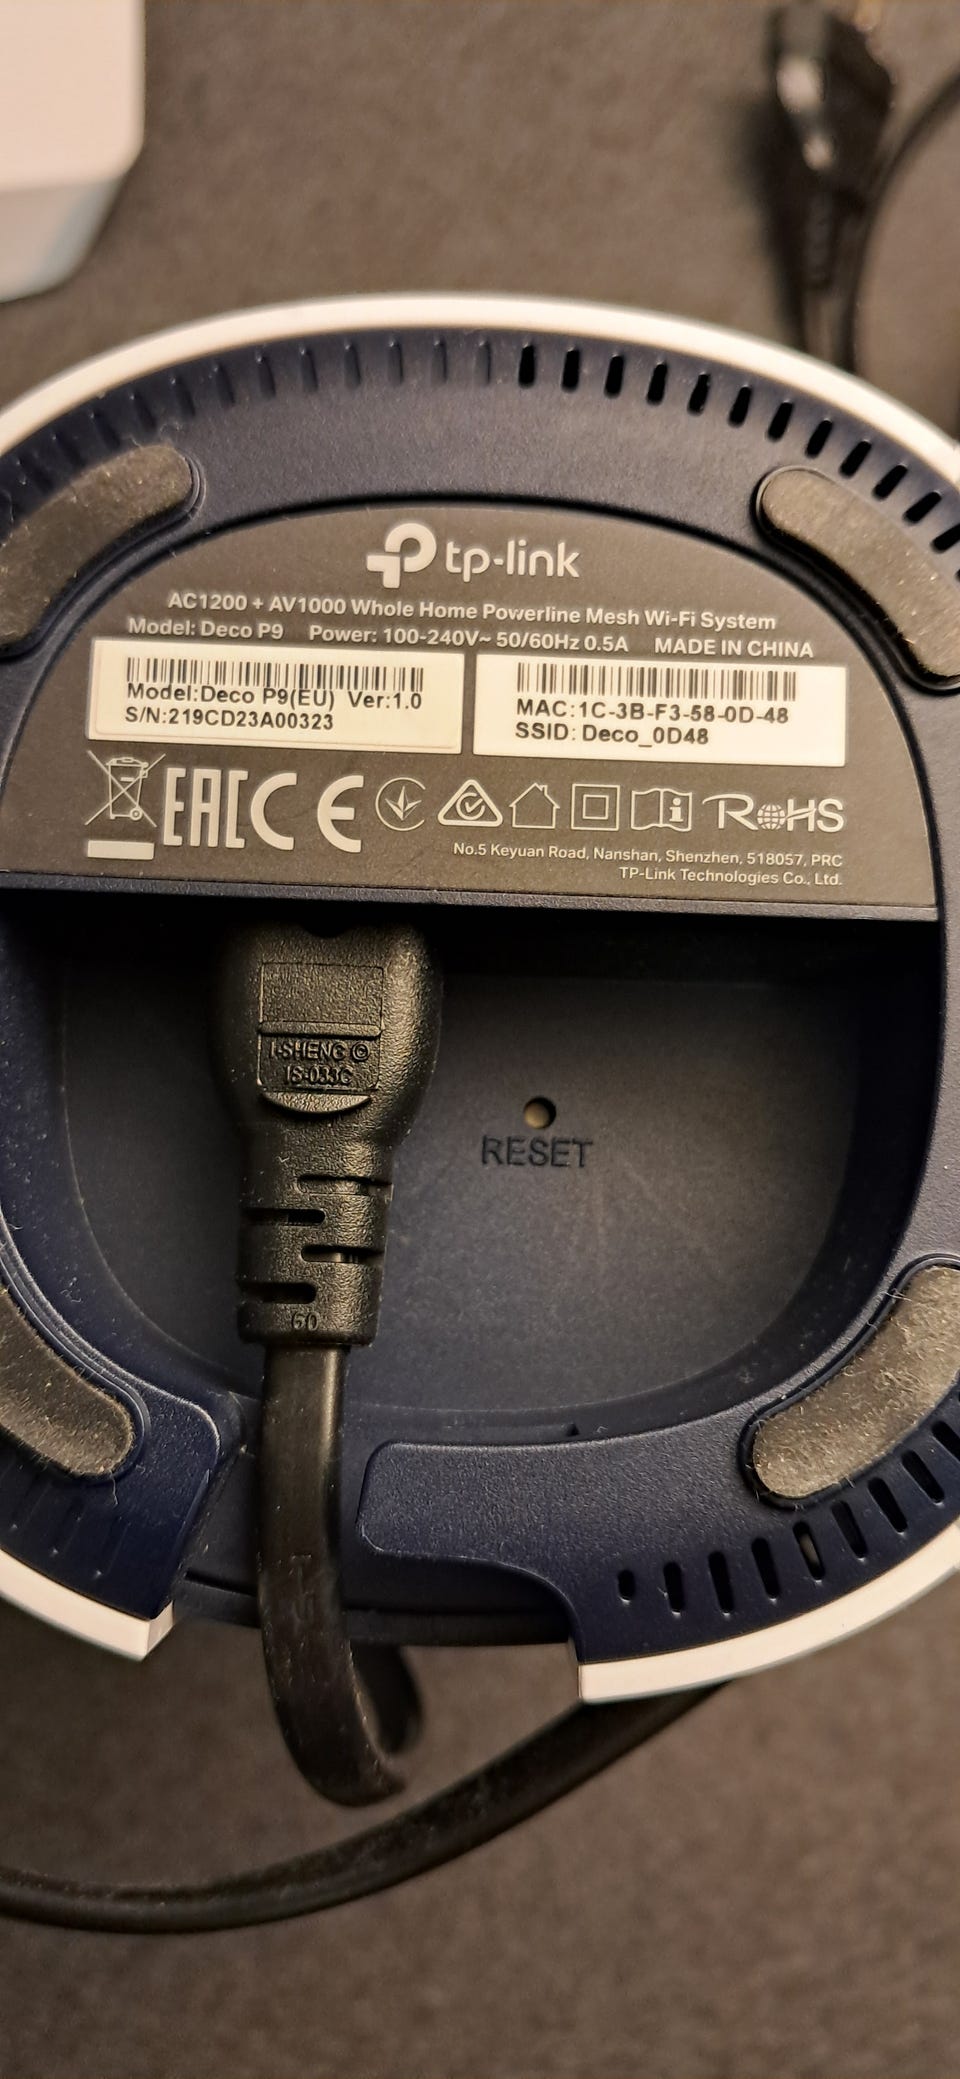 tp-link
AC1200 + AV1000 Whole Home Powerline Mesh Wi-Fi System
Model: Deco P9 Power: 100-240V~ 50/60Hz 0.5A MADE IN CHINA
Model:Deco P9(EU) Ver:1.0
S/N:219CD23A00323
MAC:1C-3B-F3-58-0D-48
SSID: Deco_0D48
EAC CE i RoHS
No.5 Keyuan Road, Nanshan, Shenzhen, 518057, PRC
TP-Link Technologies Co., Ltd.
I-SHENG ©
IS-033C
RESET
60